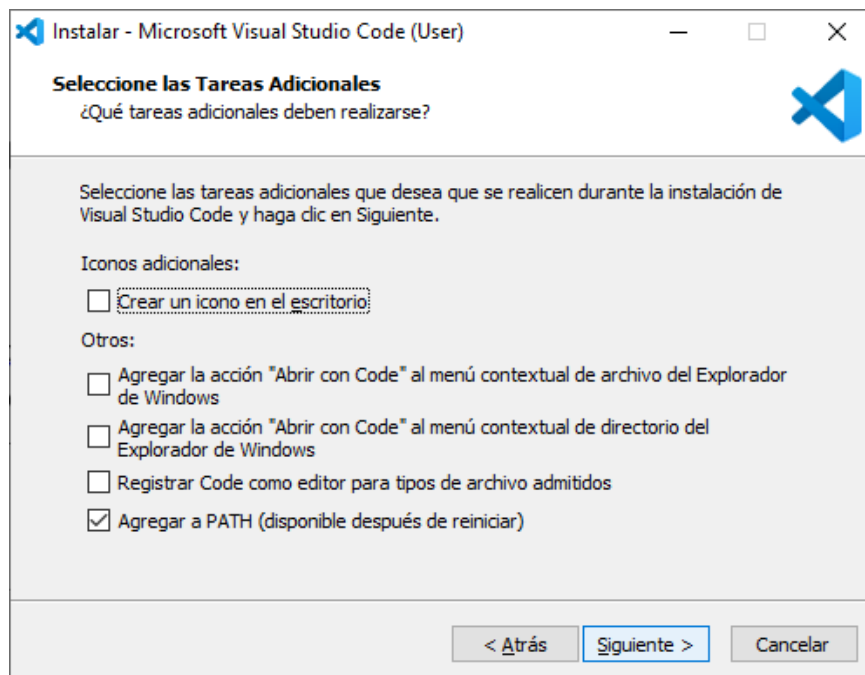 Instalar - Microsoft Visual Studio Code (User)
Seleccione las Tareas Adicionales
¿Qué tareas adicionales deben realizarse?
Seleccione las tareas adicionales que desea que se realicen durante la instalación de
Visual Studio Code y haga clic en Siguiente.
Iconos adicionales:
Crear un icono en el escritorio
Otros:
Agregar la acción "Abrir con Code" al menú contextual de archivo del Explorador
de Windows
Agregar la acción "Abrir con Code" al menú contextual de directorio del
Explorador de Windows
Registrar Code como editor para tipos de archivo admitidos
Agregar a PATH (disponible después de reiniciar)
< Atrás Siguiente > Cancelar